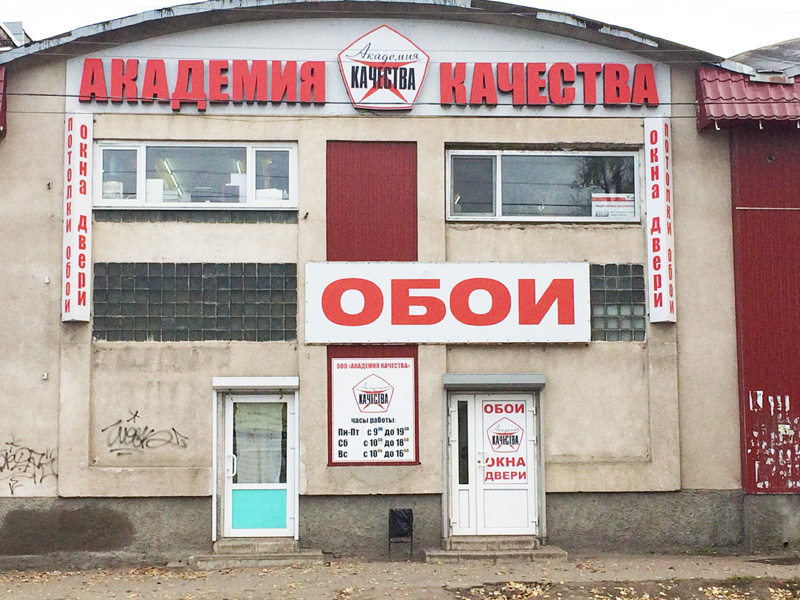 АКАДЕМИЯ
Академия
КАЧЕСТВА
КАЧЕСТВА
ПОТОЛКИ ОБОИ
ОКНА ДВЕРИ
ОКНА ДВЕРИ
ПОТОЛКИ ОБОИ
ОБОИ
ООО «АКАДЕМИЯ КАЧЕСТВА»
Академия
КАЧЕСТВА
часы работы:
Пн-Пт с 9⁰⁰ до 19⁰⁰
Сб с 10⁰⁰ до 18⁰⁰
Вс с 10⁰⁰ до 16⁰⁰
ОБОИ
Академия
КАЧЕСТВА
ОКНА
ДВЕРИ